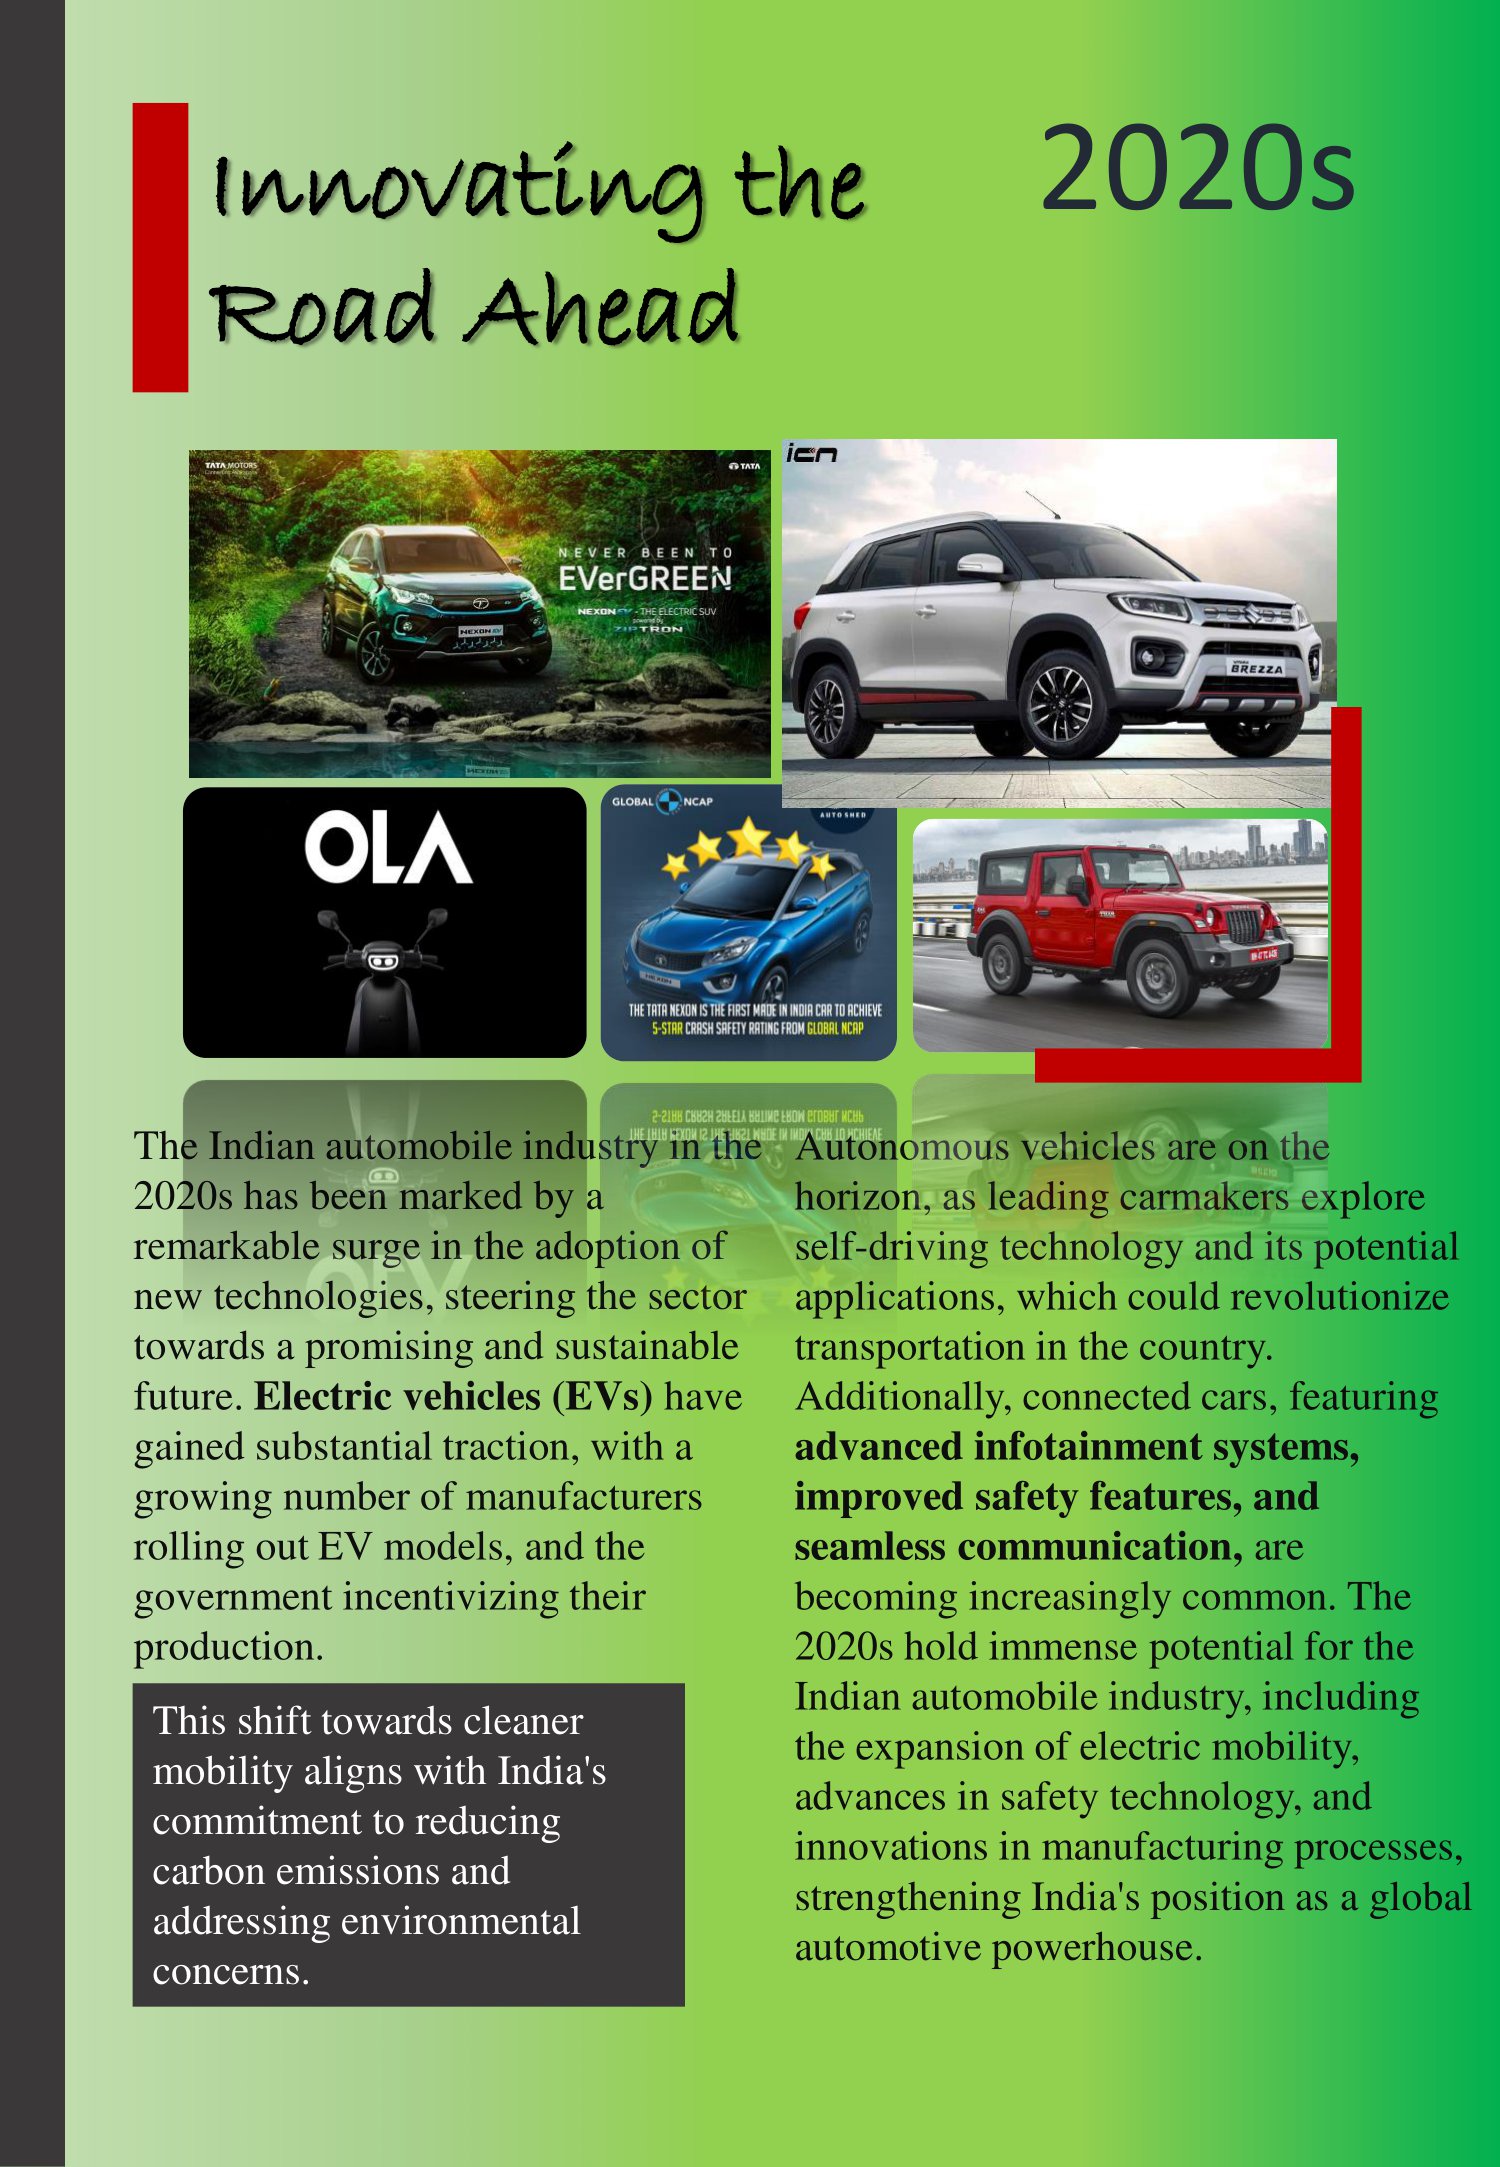 Innovating the
Road Ahead
2020s
TATA MOTORS
TATA
NEVER BEEN TO
EVerGREEN
NEXON EV - THE ELECTRIC SUV
powered by
ZIPTRON
NEXON EV
icn
BREZZA
OLA
GLOBAL NCAP
AUTO SHED
NEXON
THE TATA NEXON IS THE FIRST MADE IN INDIA CAR TO ACHIEVE
5-STAR CRASH SAFETY RATING FROM GLOBAL NCAP
The Indian automobile industry in the
2020s has been marked by a
remarkable surge in the adoption of
new technologies, steering the sector
towards a promising and sustainable
future. Electric vehicles (EVs) have
gained substantial traction, with a
growing number of manufacturers
rolling out EV models, and the
government incentivizing their
production.
This shift towards cleaner
mobility aligns with India's
commitment to reducing
carbon emissions and
addressing environmental
concerns.
Autonomous vehicles are on the
horizon, as leading carmakers explore
self-driving technology and its potential
applications, which could revolutionize
transportation in the country.
Additionally, connected cars, featuring
advanced infotainment systems,
improved safety features, and
seamless communication, are
becoming increasingly common. The
2020s hold immense potential for the
Indian automobile industry, including
the expansion of electric mobility,
advances in safety technology, and
innovations in manufacturing processes,
strengthening India's position as a global
automotive powerhouse.